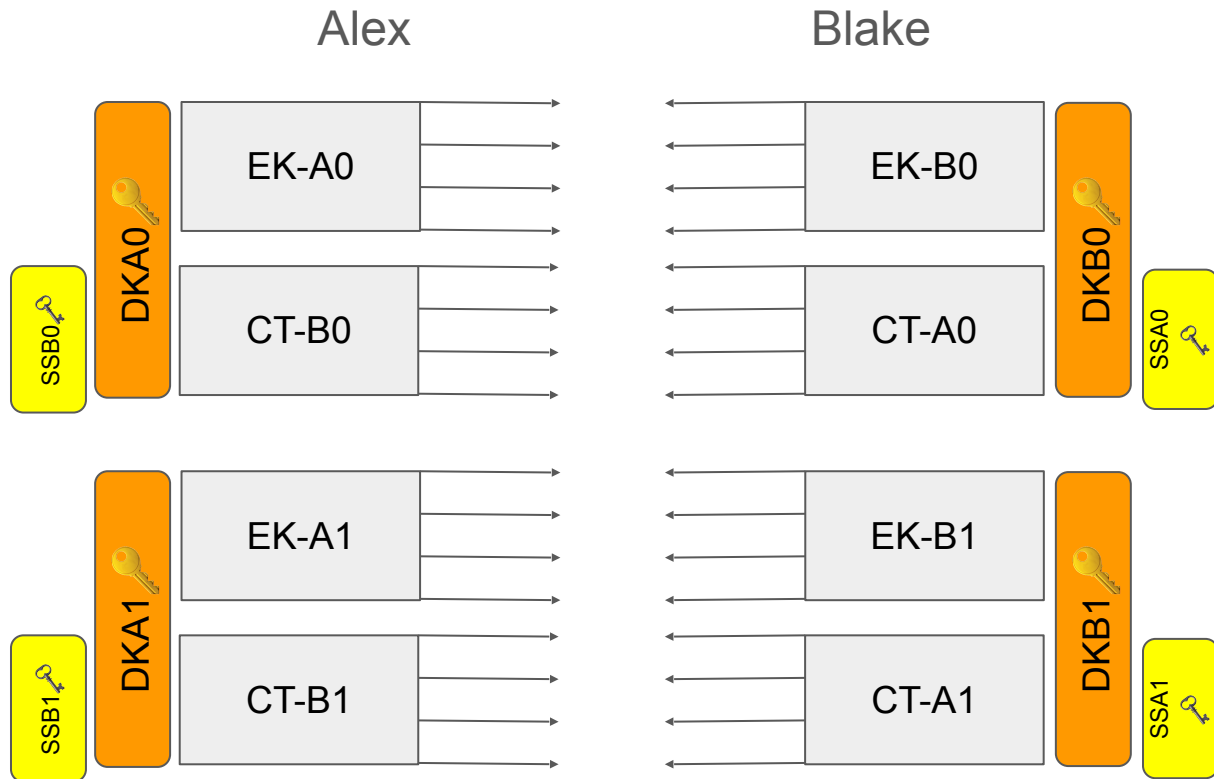 Alex
Blake
EK-A0
EK-B0
DKA0
DKB0
SSB0
CT-B0
CT-A0
SSA0
EK-A1
EK-B1
DKA1
DKB1
SSB1
CT-B1
CT-A1
SSA1